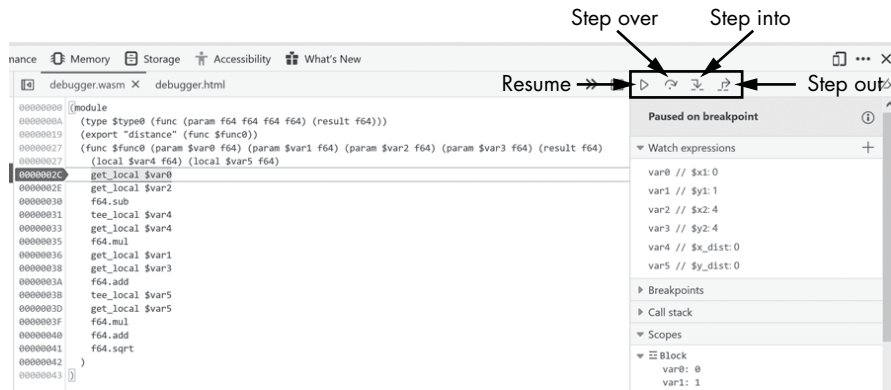 Step over Step into
nance Memory Storage Accessibility What's New
debugger.wasm × debugger.html
Resume
Step out
00000000 (module
0000000A (type $type0 (func (param f64 f64 f64 f64) (result f64)))
00000019 (export "distance" (func $func0))
00000027 (func $func0 (param $var0 f64) (param $var1 f64) (param $var2 f64) (param $var3 f64) (result f64)
00000027 (local $var4 f64) (local $var5 f64)
0000002C get_local $var0
0000002E get_local $var2
00000030 f64.sub
00000031 tee_local $var4
00000033 get_local $var4
00000035 f64.mul
00000036 get_local $var1
00000038 get_local $var3
0000003A f64.add
0000003B tee_local $var5
0000003D get_local $var5
0000003F f64.mul
00000040 f64.add
00000041 f64.sqrt
00000042 )
00000043 )
Paused on breakpoint
Watch expressions
var0 // $x1: 0
var1 // $y1: 1
var2 // $x2: 4
var3 // $y2: 4
var4 // $x_dist: 0
var5 // $y_dist: 0
Breakpoints
Call stack
Scopes
Block
var0: 0
var1: 1